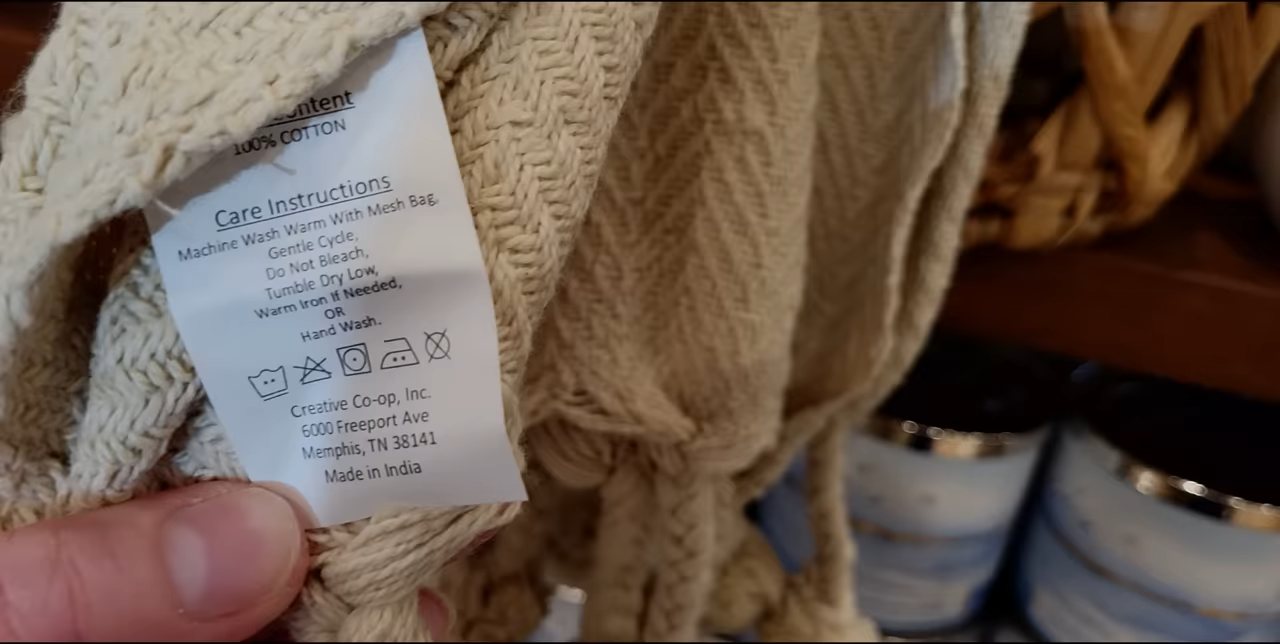 100% COTTON
Care Instructions
Machine Wash Warm With Mesh Bag,
Gentle Cycle,
Do Not Bleach,
Tumble Dry Low,
Warm Iron If Needed,
OR
Hand Wash.
Creative Co-op, Inc.
6000 Freeport Ave
Memphis, TN 38141
Made in India